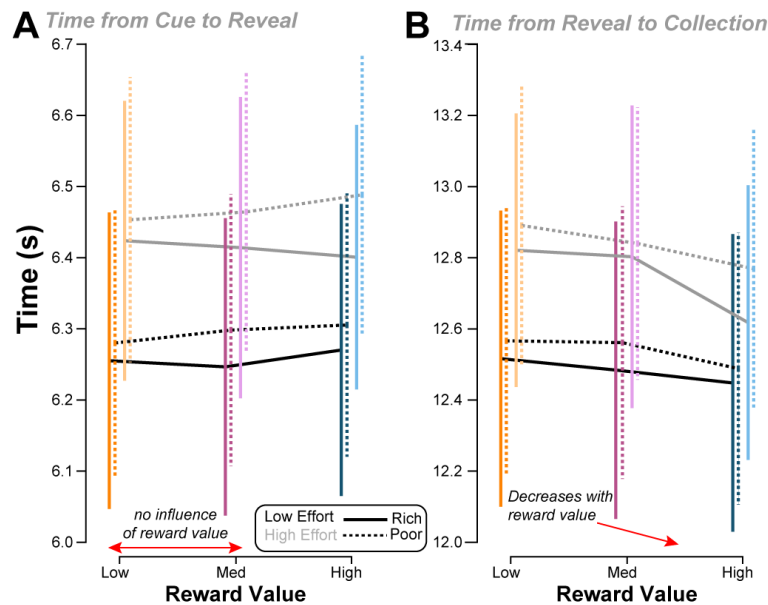 A
Time from Cue to Reveal
Time (s)
6.7
6.6
6.5
6.4
6.3
6.2
6.1
6.0
no influence
of reward value
Low Effort
Rich
High Effort
Poor
Low
Med
High
Reward Value
B
Time from Reveal to Collection
13.4
13.2
13.0
12.8
12.6
12.4
12.2
12.0
Decreases with
reward value
Low
Med
High
Reward Value